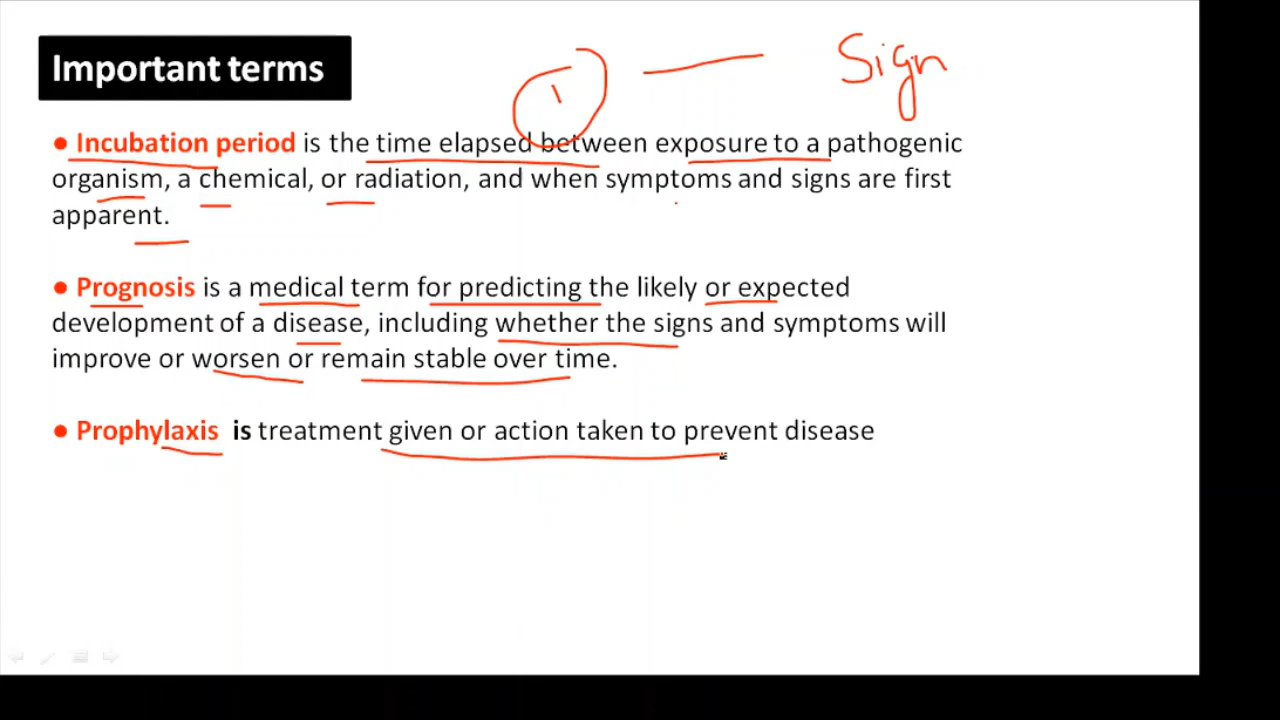 Important terms
1 — Sign
● Incubation period is the time elapsed between exposure to a pathogenic
organism, a chemical, or radiation, and when symptoms and signs are first
apparent.
● Prognosis is a medical term for predicting the likely or expected
development of a disease, including whether the signs and symptoms will
improve or worsen or remain stable over time.
● Prophylaxis is treatment given or action taken to prevent disease